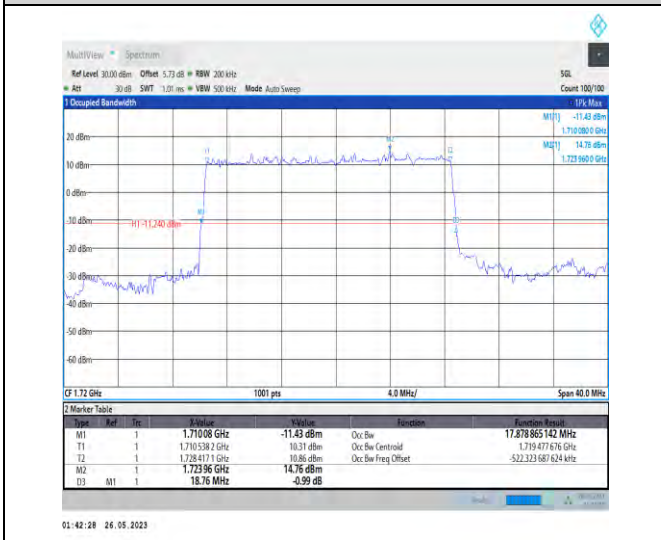 MultiView Spectrum
Ref Level 30.00 dBm Offset 5.73 dB RBW 200 kHz SGL
Att 30 dB SWT 1.01 ms VBW 500 kHz Mode Auto Sweep Count 100/100
1 Occupied Bandwidth 1Pk Max
M1[1] -11.43 dBm
1.710 080 0 GHz
M2[1] 14.76 dBm
1.723 960 0 GHz
20 dBm
M2
T1 T2
10 dBm
0 dBm
M1
-10 dBm
H1 -11.240 dBm
D3
-20 dBm
-30 dBm
-40 dBm
-50 dBm
-60 dBm
CF 1.72 GHz 1001 pts 4.0 MHz/ Span 40.0 MHz
2 Marker Table
Type Ref Trc X-Value Y-Value Function Function Result
M1 1 1.710 08 GHz -11.43 dBm Occ Bw 17.878 865 142 MHz
T1 1 1.710 538 2 GHz 10.31 dBm Occ Bw Centroid 1.719 477 676 GHz
T2 1 1.728 417 1 GHz 10.86 dBm Occ Bw Freq Offset -522.323 687 624 kHz
M2 1 1.723 96 GHz 14.76 dBm
D3 M1 1 18.76 MHz -0.99 dB
Ready
01:42:28 26.05.2023